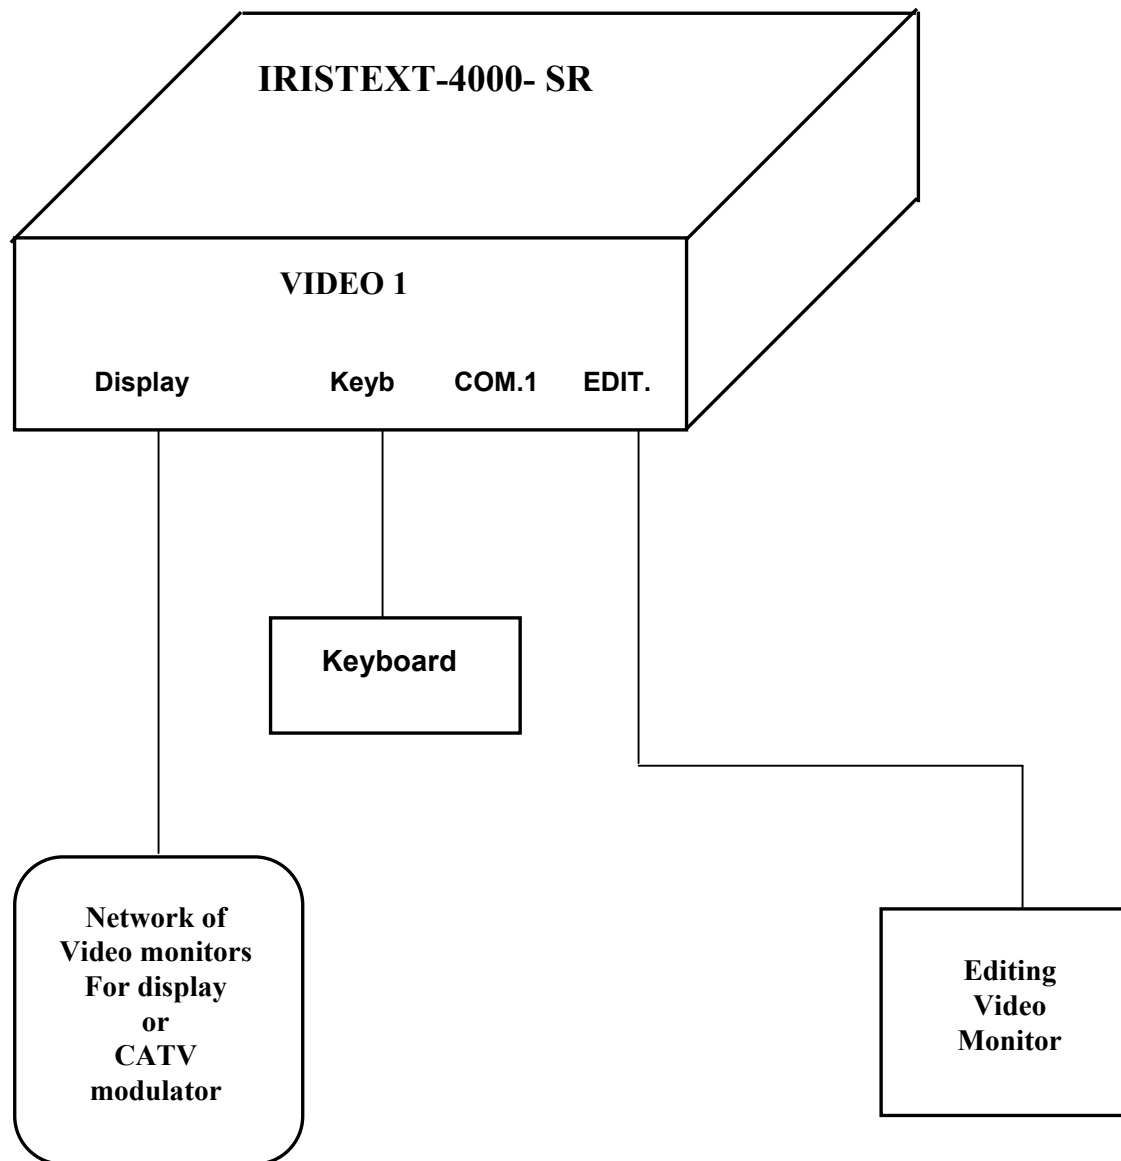 IRISTEXT-4000- SR
VIDEO 1
Display Keyb COM.1 EDIT.
Keyboard
Network of
Video monitors
For display
or
CATV
modulator
Editing
Video
Monitor